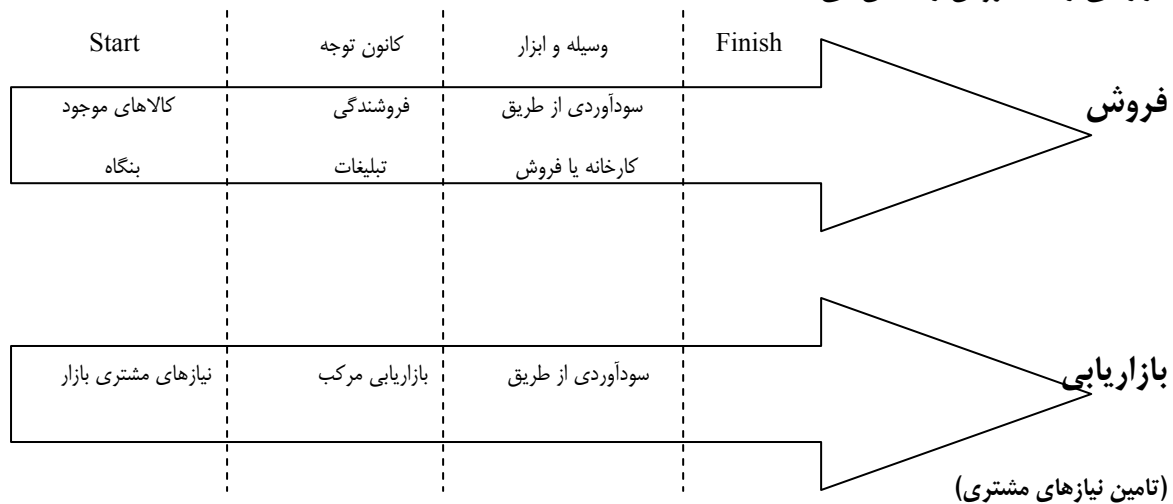 Start کانون توجه وسیله و ابزار Finish
کالاهای موجود فروشندگی سودآوردی از طریق
فروش
بنگاه تبلیغات کارخانه یا فروش
نیازهای مشتری بازار بازاریابی مرکب سودآوردی از طریق
بازاریابی
(تامین نیازهای مشتری)